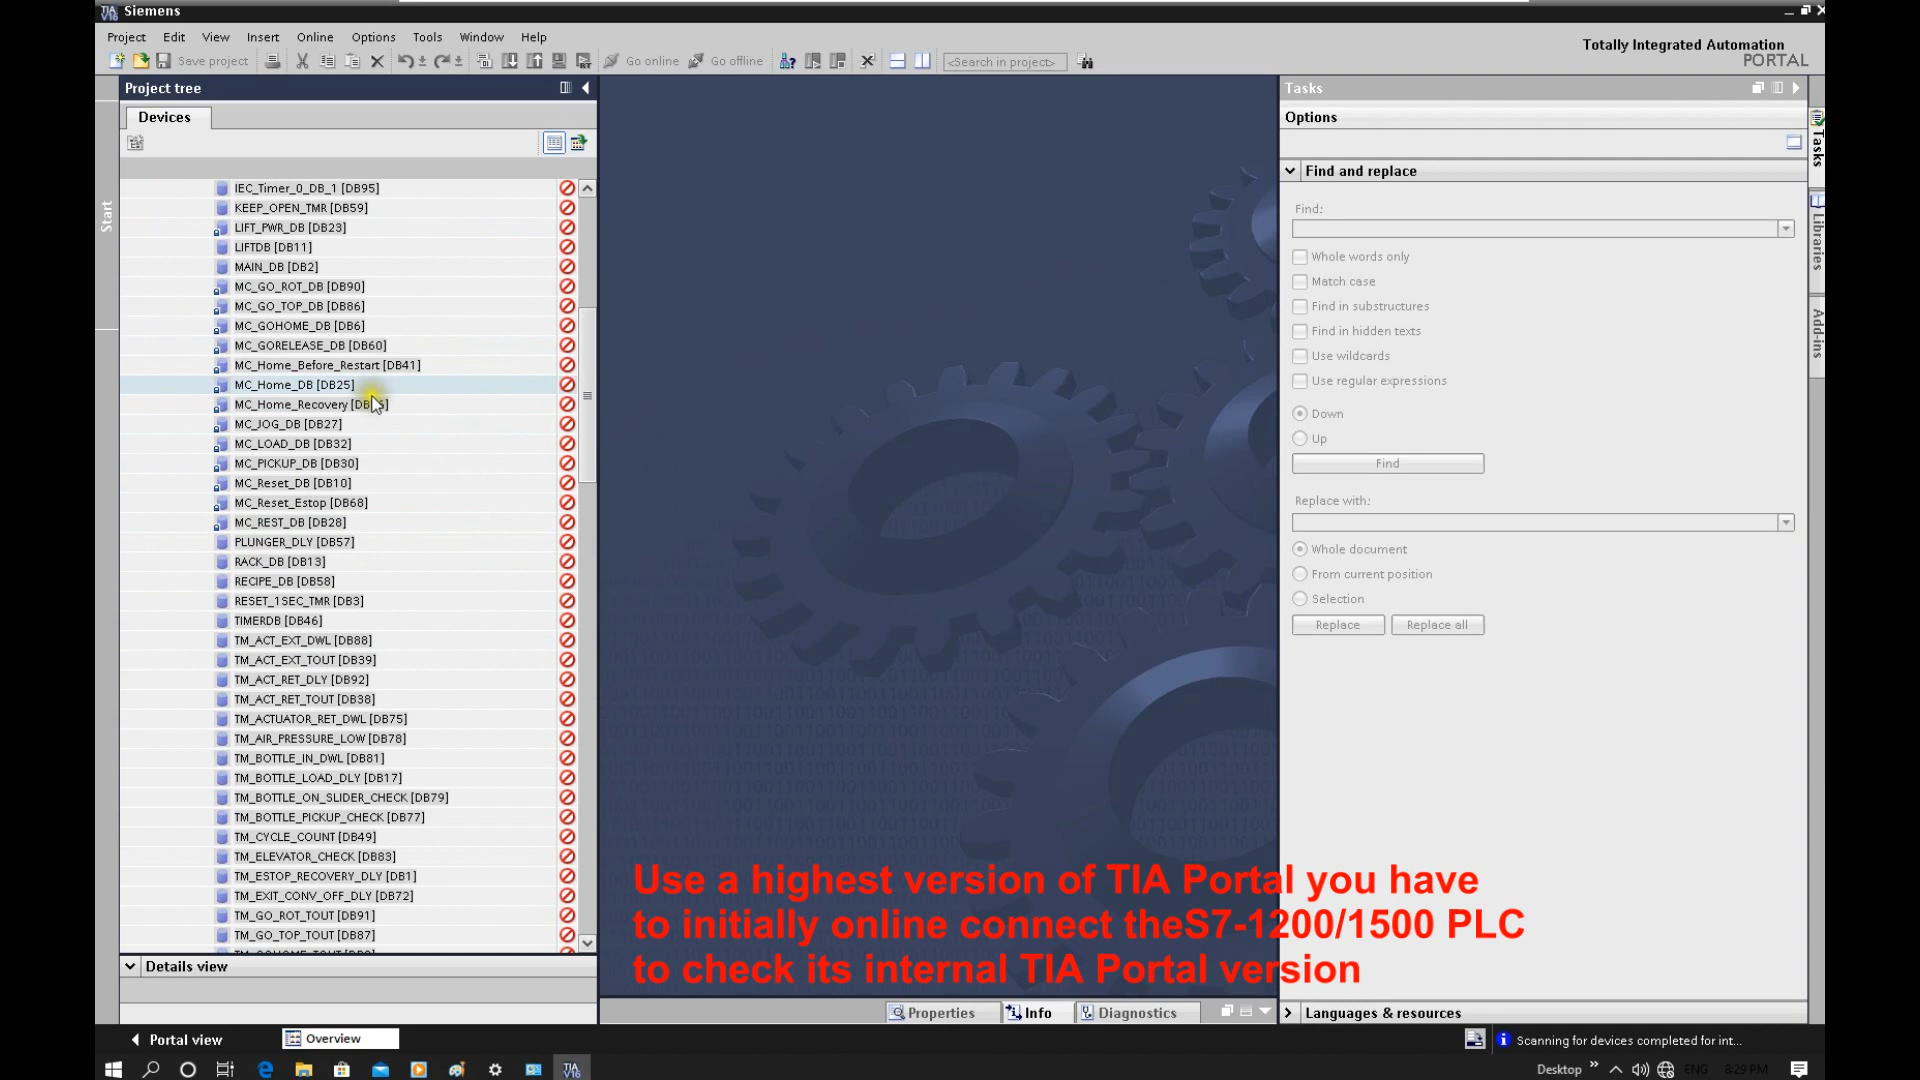 Siemens
Project Edit View Insert Online Options Tools Window Help
Totally Integrated Automation
PORTAL
Save project
Go online
Go offline
<Search in project>
Project tree
Devices
Start
IEC_Timer_0_DB_1 [DB95]
KEEP_OPEN_TMR [DB59]
LIFT_PWR_DB [DB23]
LIFTDB [DB11]
MAIN_DB [DB2]
MC_GO_ROT_DB [DB90]
MC_GO_TOP_DB [DB86]
MC_GOHOME_DB [DB6]
MC_GORELEASE_DB [DB60]
MC_Home_Before_Restart [DB41]
MC_Home_DB [DB25]
MC_Home_Recovery
MC_JOG_DB [DB27]
MC_LOAD_DB [DB32]
MC_PICKUP_DB [DB30]
MC_Reset_DB [DB10]
MC_Reset_Estop [DB68]
MC_REST_DB [DB28]
PLUNGER_DLY [DB57]
RACK_DB [DB13]
RECIPE_DB [DB58]
RESET_1SEC_TMR [DB3]
TIMERDB [DB46]
TM_ACT_EXT_DWL [DB88]
TM_ACT_EXT_TOUT [DB39]
TM_ACT_RET_DLY [DB92]
TM_ACT_RET_TOUT [DB38]
TM_ACTUATOR_RET_DWL [DB75]
TM_AIR_PRESSURE_LOW [DB78]
TM_BOTTLE_IN_DWL [DB81]
TM_BOTTLE_LOAD_DLY [DB17]
TM_BOTTLE_ON_SLIDER_CHECK [DB79]
TM_BOTTLE_PICKUP_CHECK [DB77]
TM_CYCLE_COUNT [DB49]
TM_ELEVATOR_CHECK [DB83]
TM_ESTOP_RECOVERY_DLY [DB1]
TM_EXIT_CONV_OFF_DLY [DB72]
TM_GO_ROT_TOUT [DB91]
TM_GO_TOP_TOUT [DB87]
Details view
Use a highest version of TIA Portal you have
to initially online connect theS7-1200/1500 PLC
to check its internal TIA Portal version
Properties
Info
Diagnostics
Tasks
Options
Find and replace
Find:
Whole words only
Match case
Find in substructures
Find in hidden texts
Use wildcards
Use regular expressions
Down
Up
Find
Replace with:
Whole document
From current position
Selection
Replace
Replace all
Languages & resources
Tasks
Libraries
Add-ins
Portal view
Overview
Scanning for devices completed for int...
Desktop
ENG
8:29 PM